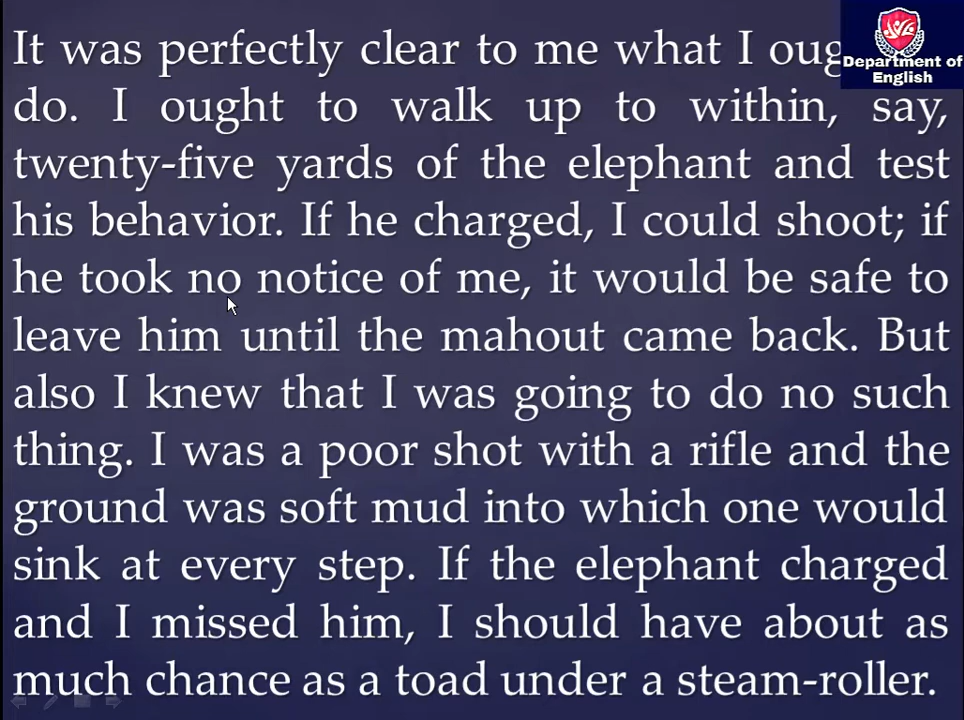 It was perfectly clear to me what I
do. I ought to walk up to within, say,
twenty-five yards of the elephant and test
his behavior. If he charged, I could shoot; if
he took no notice of me, it would be safe to
leave him until the mahout came back. But
also I knew that I was going to do no such
thing. I was a poor shot with a rifle and the
ground was soft mud into which one would
sink at every step. If the elephant charged
and I missed him, I should have about as
much chance as a toad under a steam-roller.
Department of
English